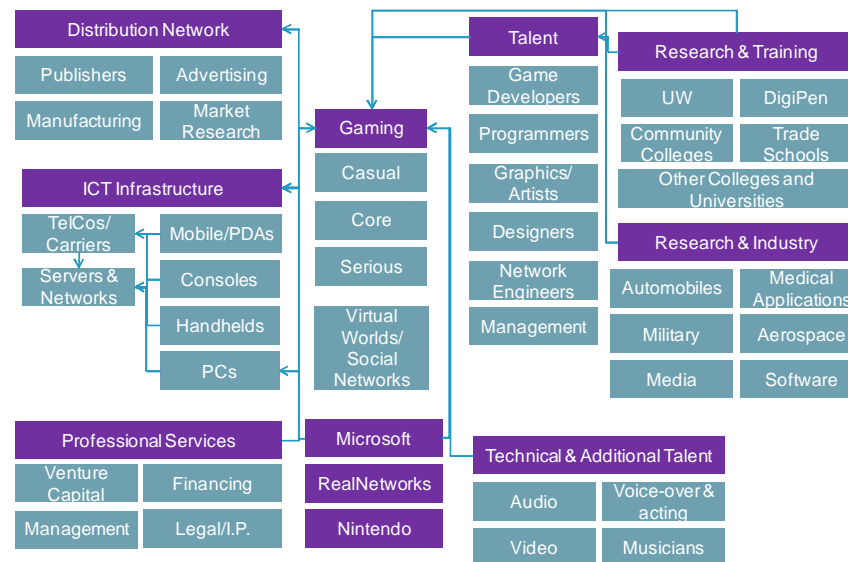 Distribution Network
Publishers
Advertising
Manufacturing
Market
Research
ICT Infrastructure
TelCos/
Carriers
Mobile/PDAs
Servers &
Networks
Consoles
Handhelds
PCs
Professional Services
Venture
Capital
Financing
Management
Legal/I.P.
Gaming
Casual
Core
Serious
Virtual
Worlds/
Social
Networks
Microsoft
RealNetworks
Nintendo
Talent
Game
Developers
Programmers
Graphics/
Artists
Designers
Network
Engineers
Management
Technical & Additional Talent
Audio
Voice-over &
acting
Video
Musicians
Research & Training
UW
DigiPen
Community
Colleges
Trade
Schools
Other Colleges and
Universities
Research & Industry
Automobiles
Medical
Applications
Military
Aerospace
Media
Software